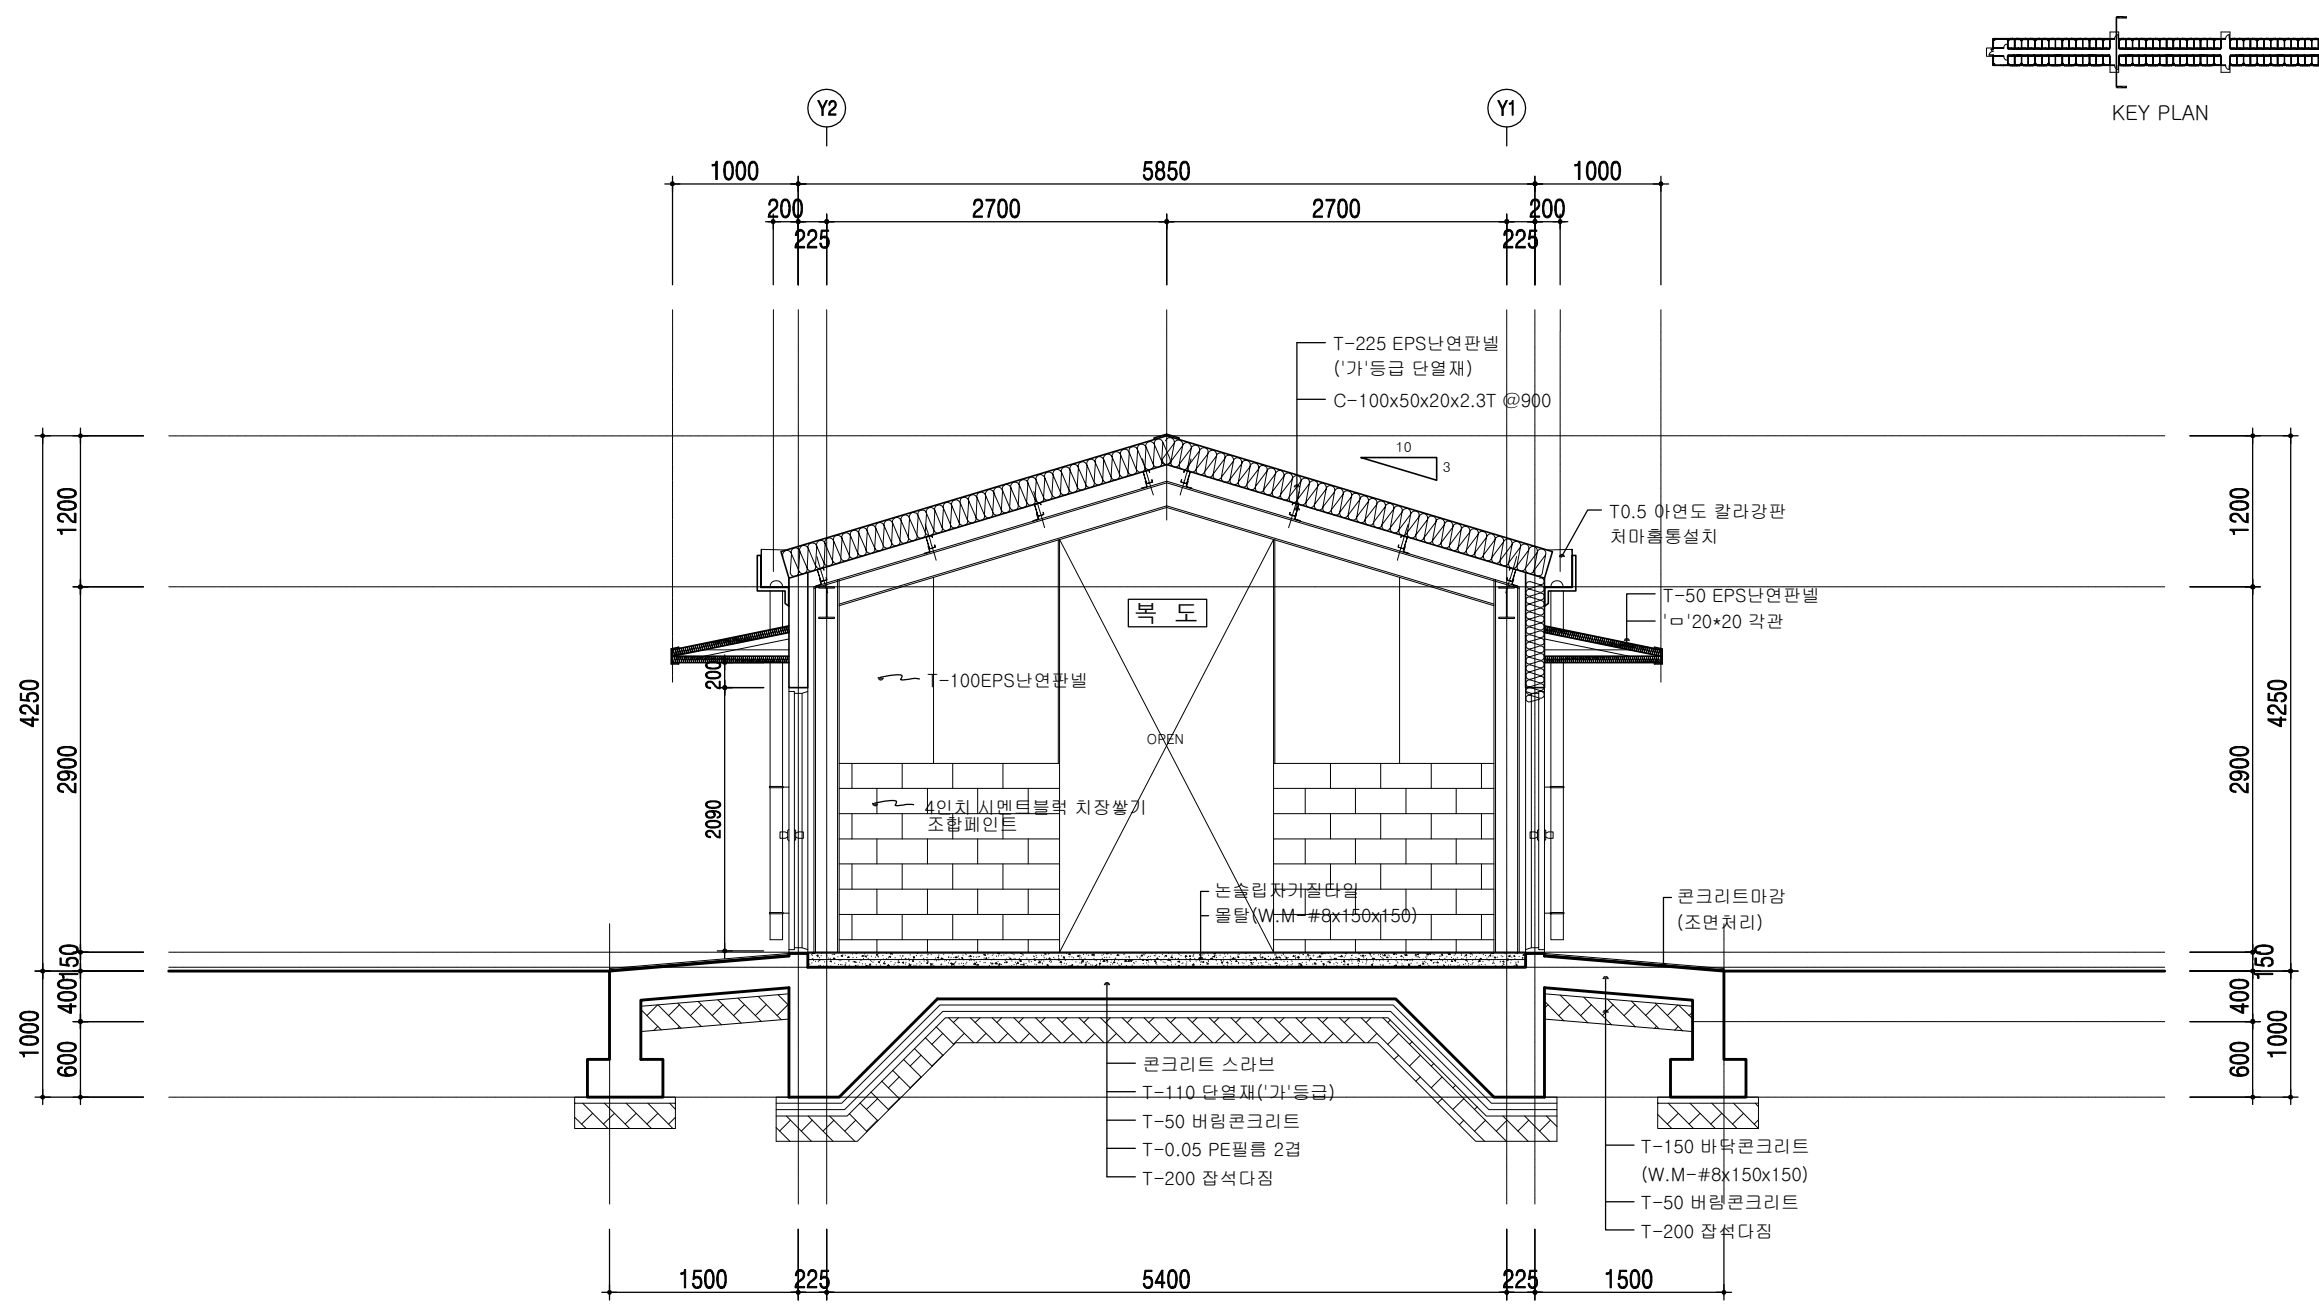 KEY PLAN
Y2
Y1
1000
5850
1000
200
2700
2700
200
225
225
T-225 EPS난연판넬
('가'등급 단열재)
C-100x50x20x2.3T @900
10
3
1200
1200
T0.5 아연도 칼라강판
처마홈통설치
T-50 EPS난연판넬
'ㅁ'20*20 각관
복 도
200
T-100EPS난연판넬
4250
4250
OPEN
2900
2900
2090
4인치 시멘트블럭 치장쌓기
조합페인트
논슬립자기질타일
몰탈(W.M-#8x150x150)
콘크리트마감
(조면처리)
150
150
400
400
1000
1000
600
600
콘크리트 스라브
T-110 단열재('가'등급)
T-50 버림콘크리트
T-0.05 PE필름 2겹
T-200 잡석다짐
T-150 바닥콘크리트
(W.M-#8x150x150)
T-50 버림콘크리트
T-200 잡석다짐
1500
225
5400
225
1500